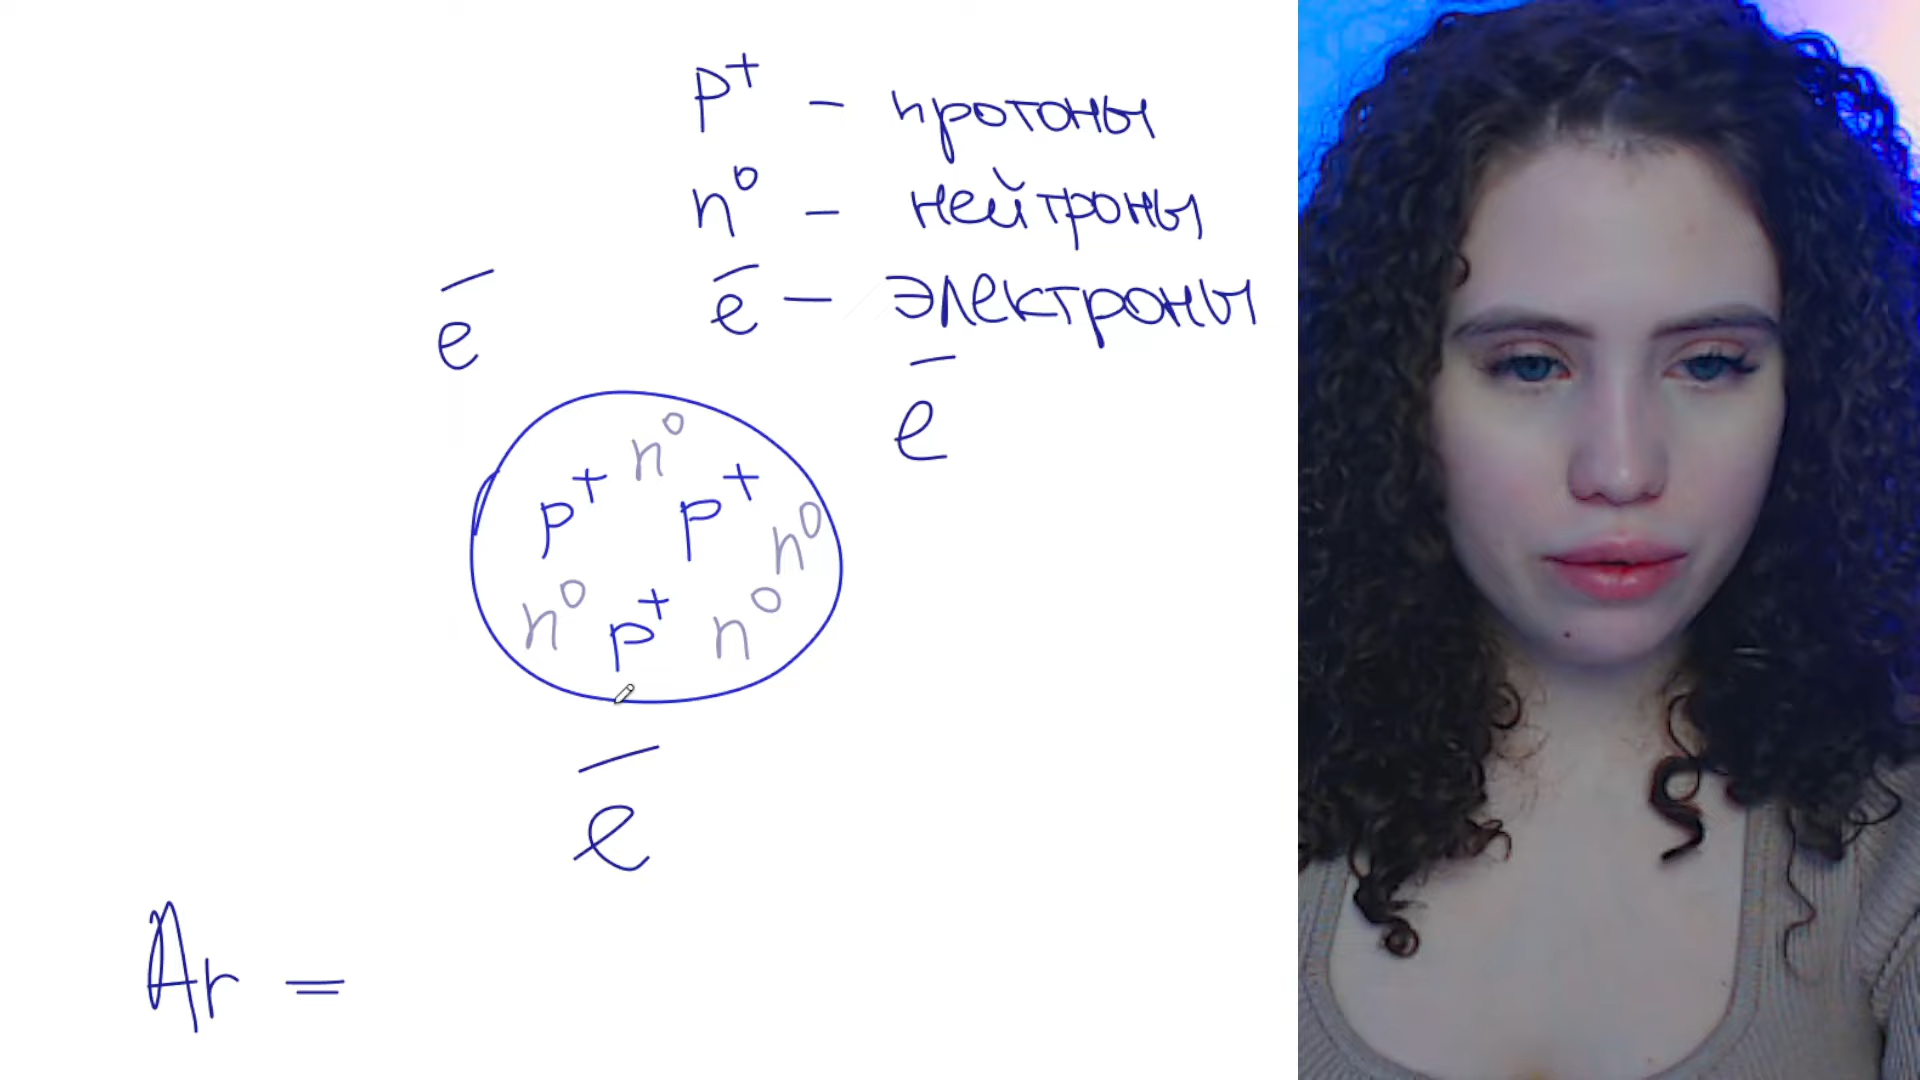 p⁺ – протоны
n⁰ – нейтроны
e̅ – электроны
e̅
e̅
n⁰
p⁺ p⁺
n⁰
n⁰ p⁺ n⁰
e̅
Ar =